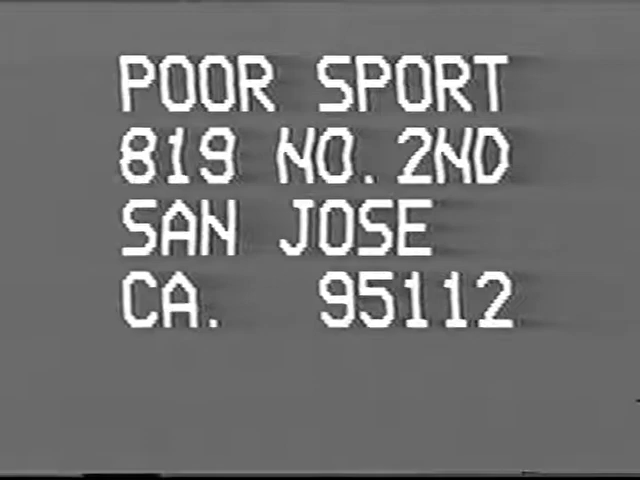 POOR SPORT
819 NO. 2ND
SAN JOSE
CA. 95112